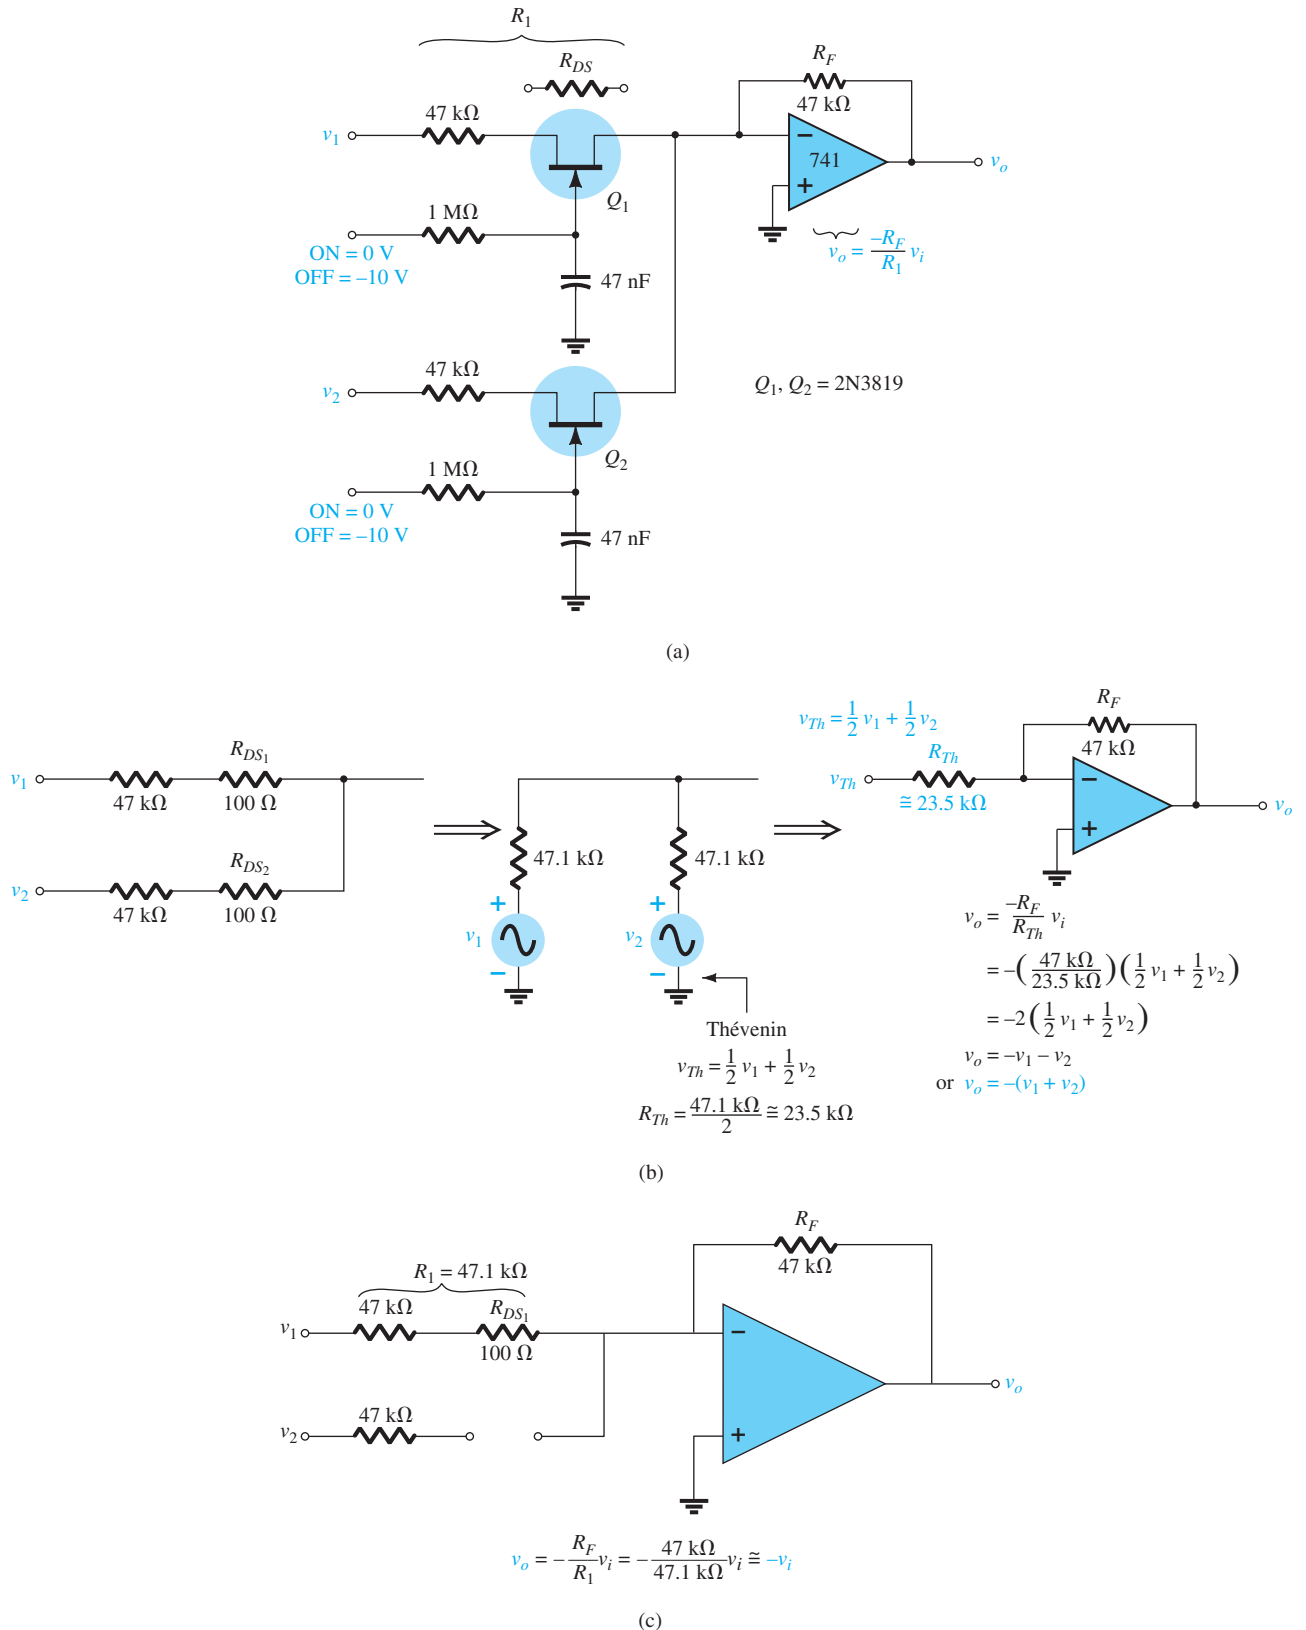 R1
RDS
RF
47 kΩ
47 kΩ
v1
–
741
+
vo
Q1
1 MΩ
ON = 0 V
OFF = –10 V
vo = –RF/R1 vi
47 nF
47 kΩ
v2
Q1, Q2 = 2N3819
Q2
1 MΩ
ON = 0 V
OFF = –10 V
47 nF
(a)
v1
47 kΩ
RDS1
100 Ω
v2
47 kΩ
RDS2
100 Ω
47.1 kΩ
47.1 kΩ
+
v1
–
+
v2
–
Thévenin
vTh = 1/2 v1 + 1/2 v2
RTh = 47.1 kΩ/2 ≅ 23.5 kΩ
vTh = 1/2 v1 + 1/2 v2
RF
47 kΩ
RTh
vTh
≅ 23.5 kΩ
–
+
vo
vo = –RF/RTh vi
= –(47 kΩ/23.5 kΩ)(1/2 v1 + 1/2 v2)
= –2(1/2 v1 + 1/2 v2)
vo = –v1 – v2
or vo = –(v1 + v2)
(b)
RF
47 kΩ
R1 = 47.1 kΩ
47 kΩ
RDS1
v1
100 Ω
–
vo
47 kΩ
v2
+
vo = –RF/R1 vi = –47 kΩ/47.1 kΩ vi ≅ –vi
(c)